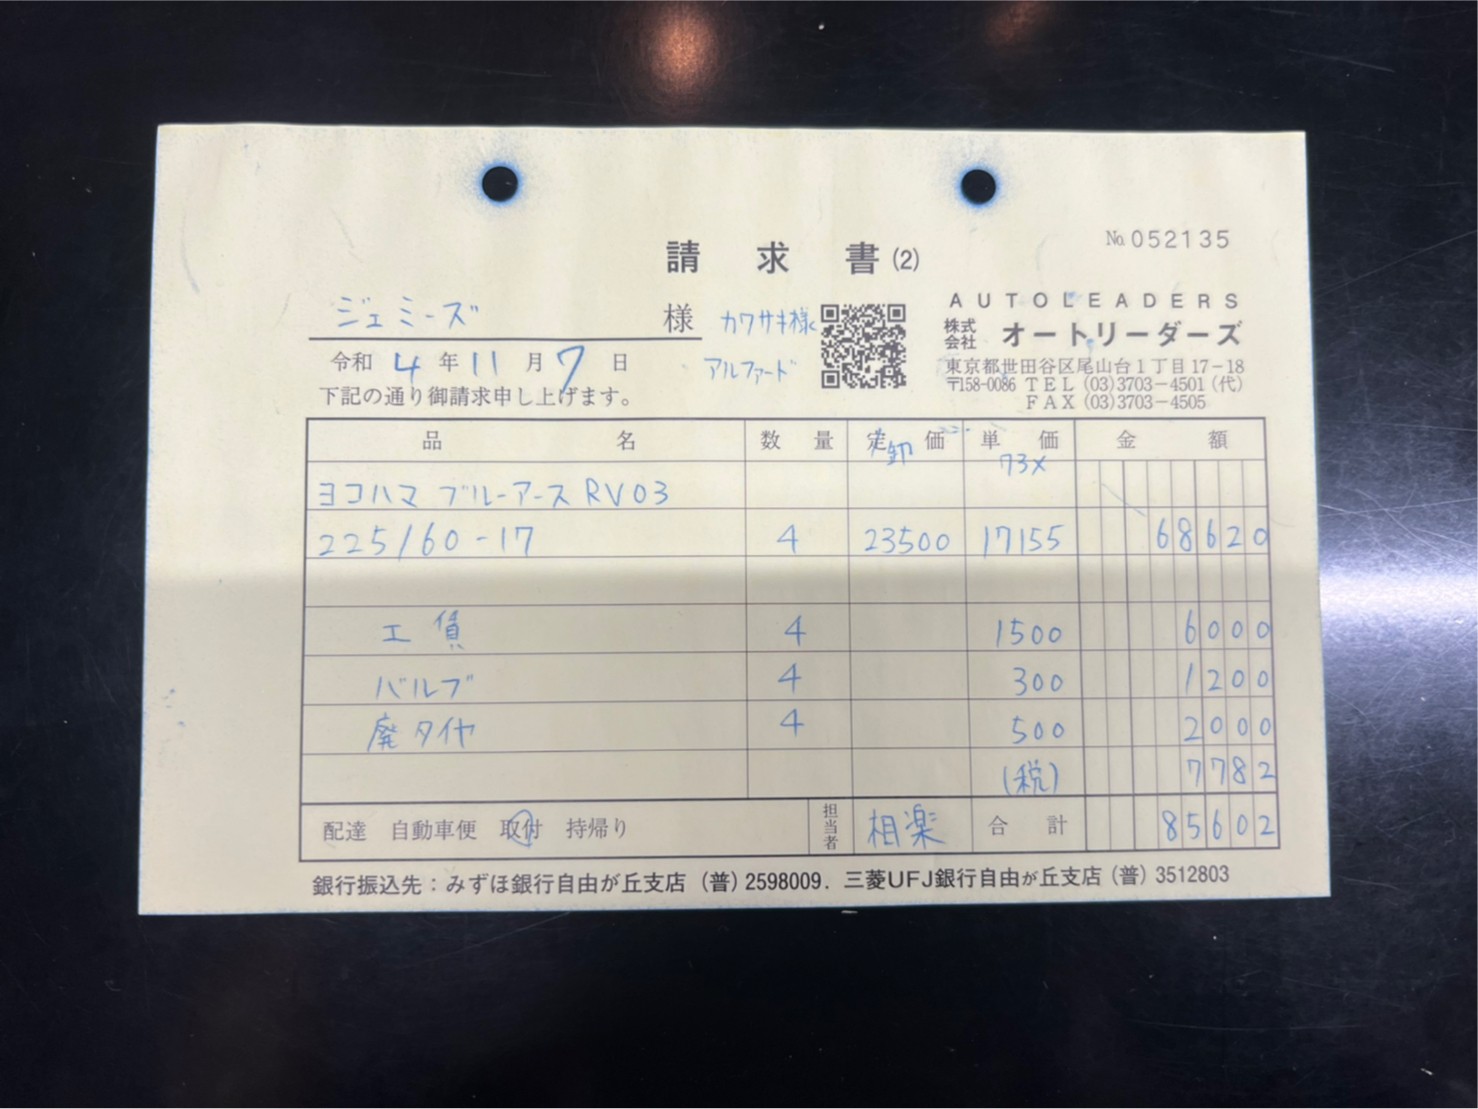 №052135
請求書(2)
AUTOLEADERS
株式会社 オートリーダーズ
東京都世田谷区尾山台1丁目17-18
〒158-0086 TEL (03)3703-4501(代)
FAX (03)3703-4505
ジェミーズ 様 カワサキ様
アルファード
令和 4 年 11 月 7 日
下記の通り御請求申し上げます。
品名 数量 定価 単価 金額
卸 73×
ヨコハマ ブルーアース RV03
225/60-17 4 23500 17155 68620
工賃 4 1500 6000
バルブ 4 300 1200
廃タイヤ 4 500 2000
(税) 7782
配達 自動車便 取付 持帰り 担当者 相楽 合計 85602
銀行振込先：みずほ銀行自由が丘支店 (普) 2598009. 三菱UFJ銀行自由が丘支店 (普) 3512803